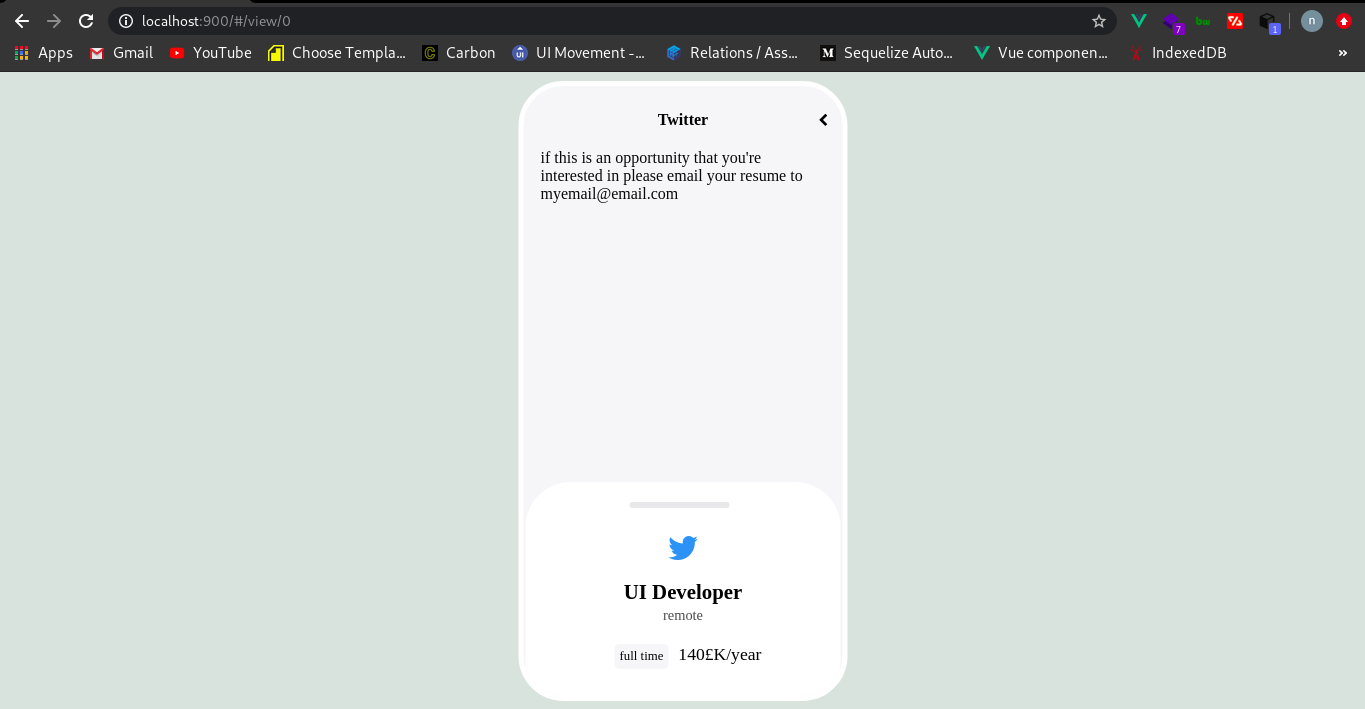 localhost:900/#/view/0
7
1
n
Apps Gmail YouTube Choose Templa... Carbon UI Movement -... Relations / Ass... Sequelize Auto... Vue componen... IndexedDB »
Twitter
if this is an opportunity that you're
interested in please email your resume to
myemail@email.com
UI Developer
remote
full time 140£K/year